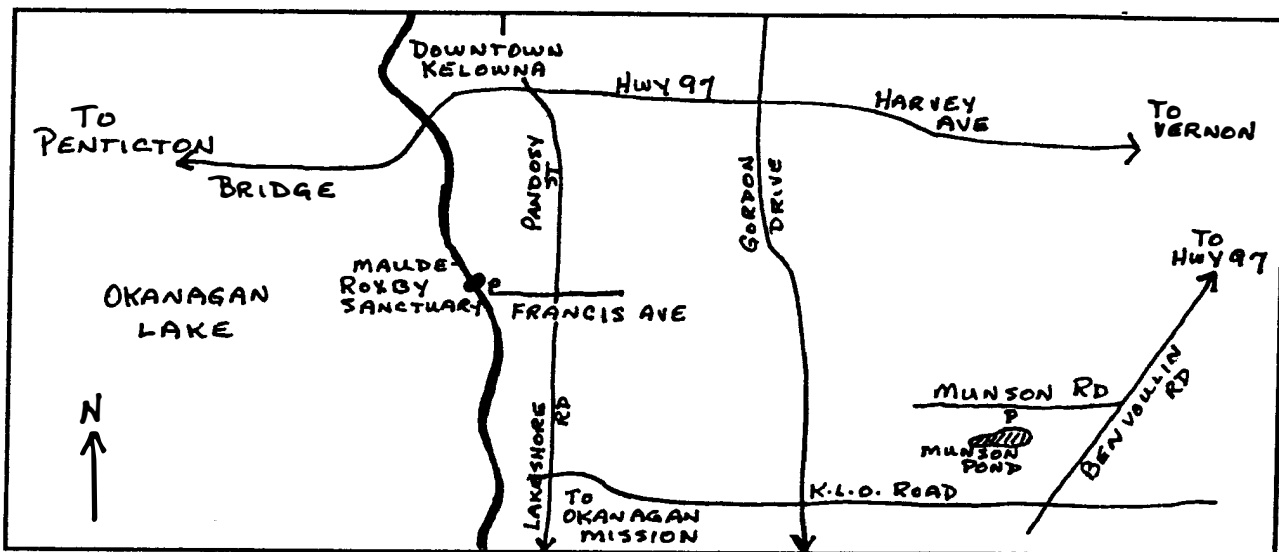 DOWNTOWN
KELOWNA
HWY 97
HARVEY
AVE
TO
VERNON
TO
PENTICTON
BRIDGE
PANDOSY
ST
GORDON
DRIVE
TO
HWY 97
MAUDE-
ROXBY
SANCTUARY
P
FRANCIS AVE
OKANAGAN
LAKE
N
LAKESHORE
RD
MUNSON RD
P
MUNSON
POND
BENVOULIN
RD
K.L.O. ROAD
TO
OKANAGAN
MISSION